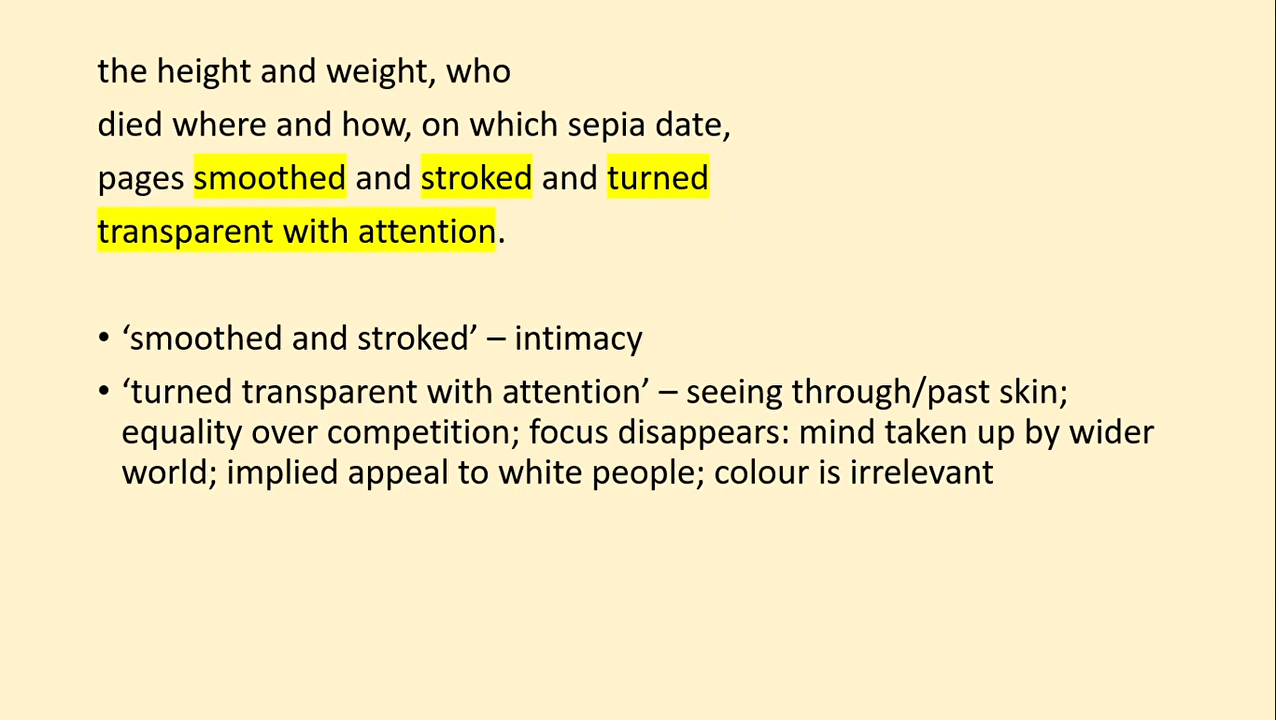 the height and weight, who
died where and how, on which sepia date,
pages smoothed and stroked and turned
transparent with attention.
• ‘smoothed and stroked’ – intimacy
• ‘turned transparent with attention’ – seeing through/past skin;
equality over competition; focus disappears: mind taken up by wider
world; implied appeal to white people; colour is irrelevant